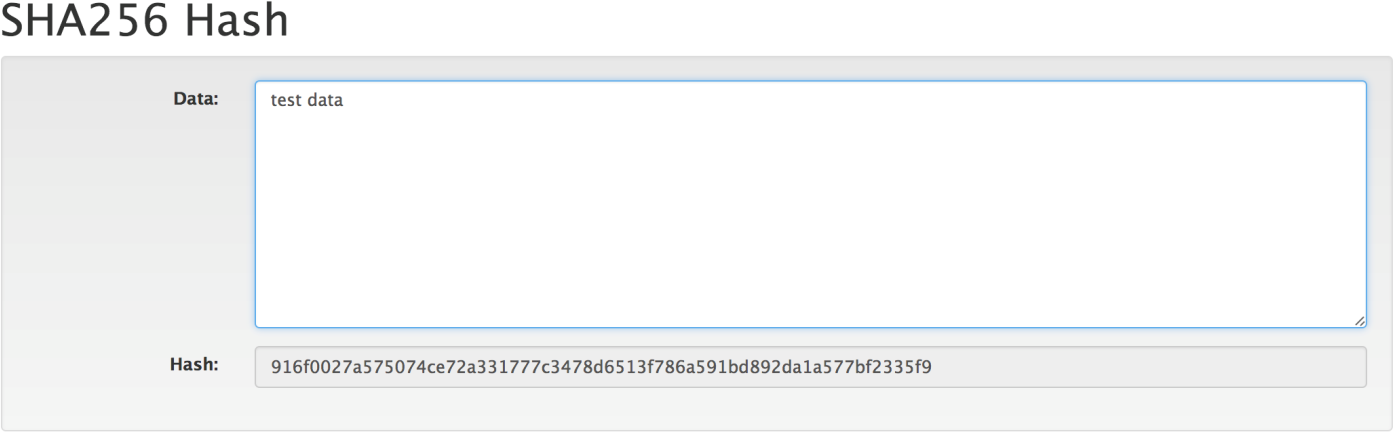 SHA256 Hash
Data:
test data
Hash:
916f0027a575074ce72a331777c3478d6513f786a591bd892da1a577bf2335f9